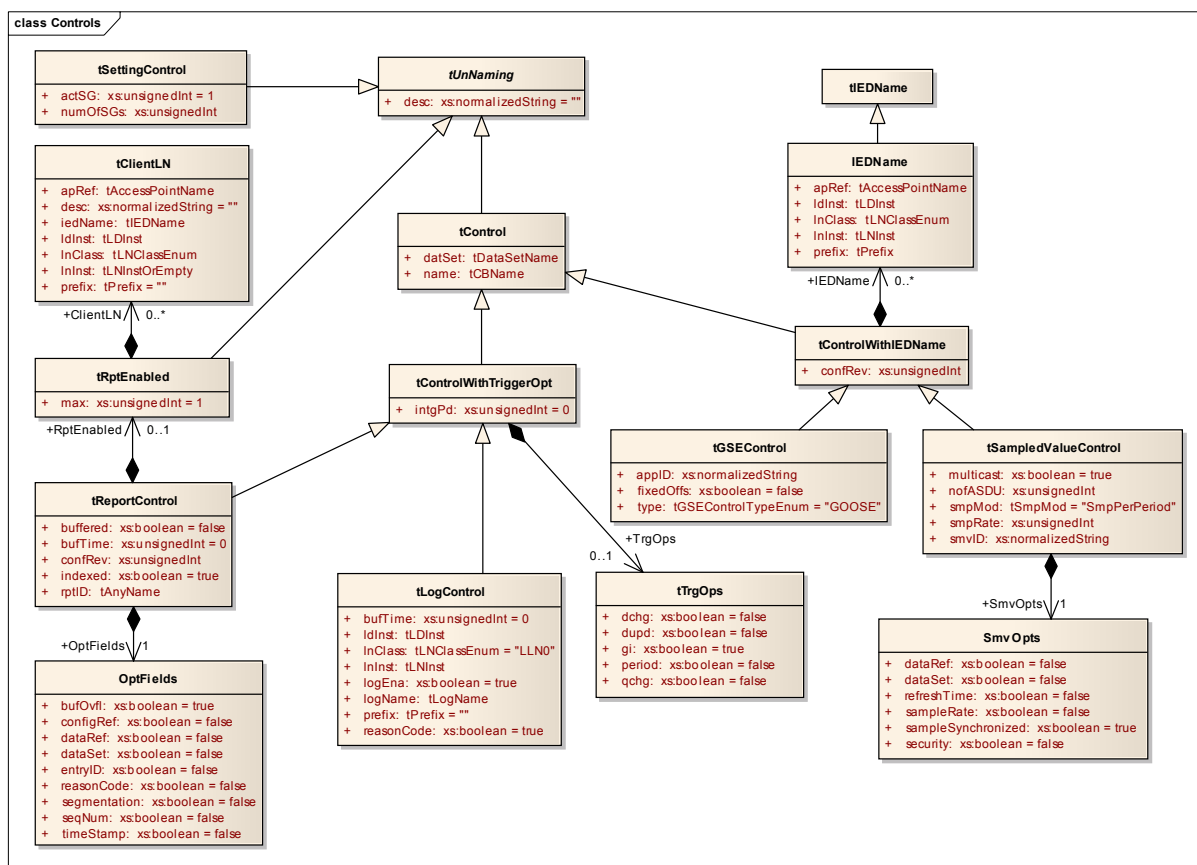 class Controls
tSettingControl
+ actSG: xs:unsignedInt = 1
+ numOfSGs: xs:unsignedInt
tUnNaming
+ desc: xs:normalizedString = ""
tIEDName
tClientLN
+ apRef: tAccessPointName
+ desc: xs:normalizedString = ""
+ iedName: tIEDName
+ ldInst: tLDInst
+ lnClass: tLNClassEnum
+ lnInst: tLNInstOrEmpty
+ prefix: tPrefix = ""
IEDName
+ apRef: tAccessPointName
+ ldInst: tLDInst
+ lnClass: tLNClassEnum
+ lnInst: tLNInst
+ prefix: tPrefix
tControl
+ datSet: tDataSetName
+ name: tCBName
+IEDName 0..*
+ClientLN 0..*
tControlWithIEDName
+ confRev: xs:unsignedInt
tRptEnabled
+ max: xs:unsignedInt = 1
tControlWithTriggerOpt
+ intgPd: xs:unsignedInt = 0
+RptEnabled 0..1
tGSEControl
+ appID: xs:normalizedString
+ fixedOffs: xs:boolean = false
+ type: tGSEControlTypeEnum = "GOOSE"
tSampledValueControl
+ multicast: xs:boolean = true
+ nofASDU: xs:unsignedInt
+ smpMod: tSmpMod = "SmpPerPeriod"
+ smpRate: xs:unsignedInt
+ smvID: xs:normalizedString
tReportControl
+ buffered: xs:boolean = false
+ bufTime: xs:unsignedInt = 0
+ confRev: xs:unsignedInt
+ indexed: xs:boolean = true
+ rptID: tAnyName
+TrgOps
0..1
tLogControl
+ bufTime: xs:unsignedInt = 0
+ ldInst: tLDInst
+ lnClass: tLNClassEnum = "LLN0"
+ lnInst: tLNInst
+ logEna: xs:boolean = true
+ logName: tLogName
+ prefix: tPrefix = ""
+ reasonCode: xs:boolean = true
tTrgOps
+ dchg: xs:boolean = false
+ dupd: xs:boolean = false
+ gi: xs:boolean = true
+ period: xs:boolean = false
+ qchg: xs:boolean = false
+SmvOpts 1
SmvOpts
+ dataRef: xs:boolean = false
+ dataSet: xs:boolean = false
+ refreshTime: xs:boolean = false
+ sampleRate: xs:boolean = false
+ sampleSynchronized: xs:boolean = true
+ security: xs:boolean = false
+OptFields 1
OptFields
+ bufOvfl: xs:boolean = true
+ configRef: xs:boolean = false
+ dataRef: xs:boolean = false
+ dataSet: xs:boolean = false
+ entryID: xs:boolean = false
+ reasonCode: xs:boolean = false
+ segmentation: xs:boolean = false
+ seqNum: xs:boolean = false
+ timeStamp: xs:boolean = false